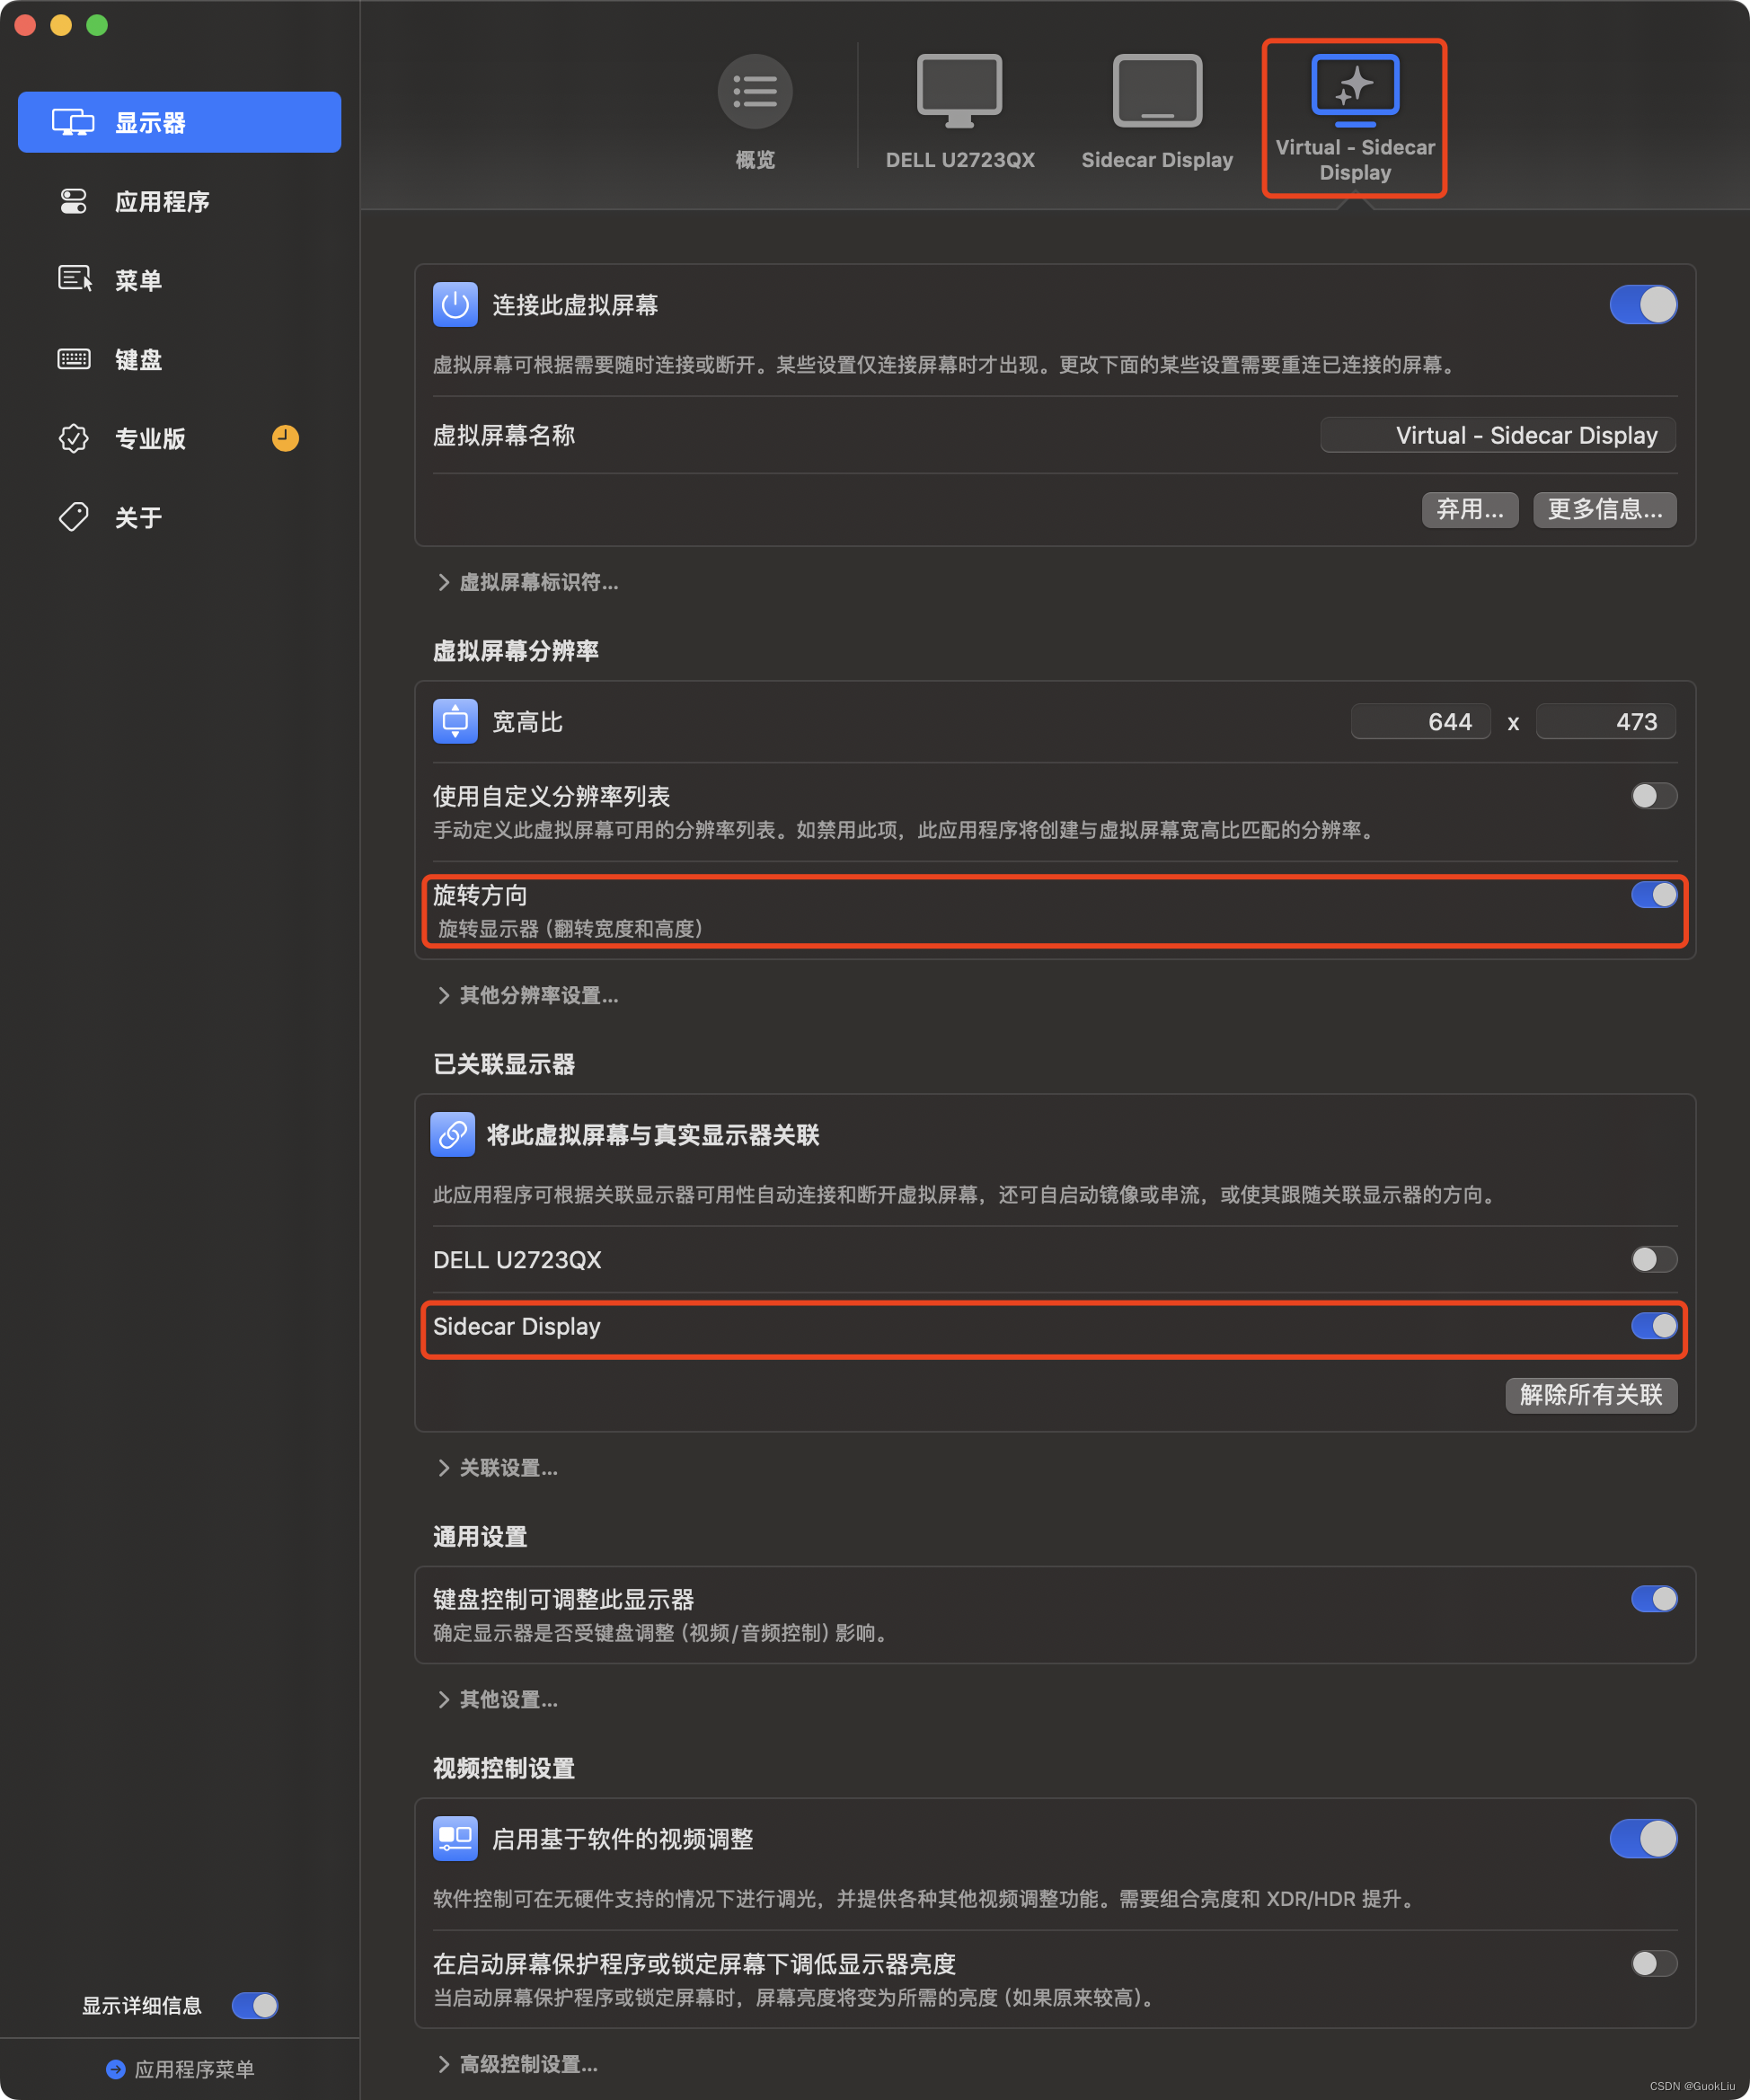 显示器
应用程序
菜单
键盘
专业版
关于
显示详细信息
应用程序菜单
概览
DELL U2723QX
Sidecar Display
Virtual - Sidecar
Display
连接此虚拟屏幕
虚拟屏幕可根据需要随时连接或断开。某些设置仅连接屏幕时才出现。更改下面的某些设置需要重连已连接的屏幕。
虚拟屏幕名称 Virtual - Sidecar Display
弃用... 更多信息...
虚拟屏幕标识符...
虚拟屏幕分辨率
宽高比 644 x 473
使用自定义分辨率列表
手动定义此虚拟屏幕可用的分辨率列表。如禁用此项，此应用程序将创建与虚拟屏幕宽高比匹配的分辨率。
旋转方向
旋转显示器 (翻转宽度和高度)
其他分辨率设置...
已关联显示器
将此虚拟屏幕与真实显示器关联
此应用程序可根据关联显示器可用性自动连接和断开虚拟屏幕，还可自启动镜像或串流，或使其跟随关联显示器的方向。
DELL U2723QX
Sidecar Display
解除所有关联
关联设置...
通用设置
键盘控制可调整此显示器
确定显示器是否受键盘调整 (视频/音频控制) 影响。
其他设置...
视频控制设置
启用基于软件的视频调整
软件控制可在无硬件支持的情况下进行调光，并提供各种其他视频调整功能。需要组合亮度和 XDR/HDR 提升。
在启动屏幕保护程序或锁定屏幕下调低显示器亮度
当启动屏幕保护程序或锁定屏幕时，屏幕亮度将变为所需的亮度 (如果原来较高)。
高级控制设置...
CSDN @GuokLiu